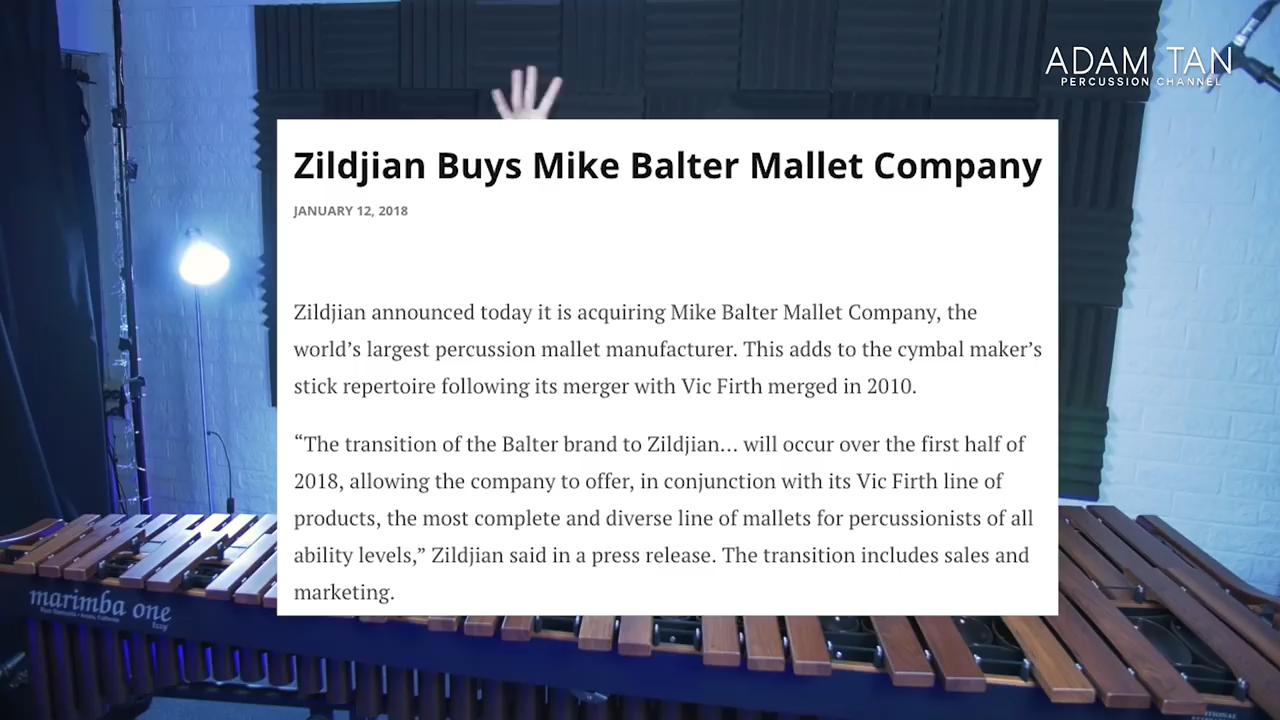 ADAM TAN
PERCUSSION CHANNEL
Zildjian Buys Mike Balter Mallet Company
JANUARY 12, 2018
Zildjian announced today it is acquiring Mike Balter Mallet Company, the
world’s largest percussion mallet manufacturer. This adds to the cymbal maker’s
stick repertoire following its merger with Vic Firth merged in 2010.
“The transition of the Balter brand to Zildjian… will occur over the first half of
2018, allowing the company to offer, in conjunction with its Vic Firth line of
products, the most complete and diverse line of mallets for percussionists of all
ability levels,” Zildjian said in a press release. The transition includes sales and
marketing.
marimba one
Izzy